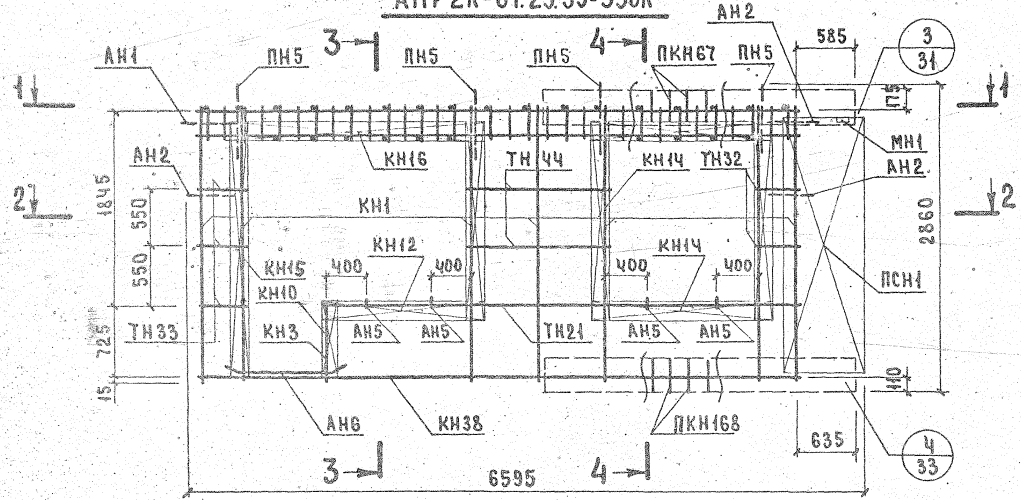 АН2
585
3
31
АН1
ПН5
3
ПН5
ПН5
4
ПКН67
ПН5
1
175
1
МН1
АН2
КН16
ТН44
КН14
ТН32
АН2
2
2
1845
550
КН1
2860
КН12
КН14
550
КН15
400
400
400
400
ПСН1
КН10
ТН33
КН3
АН5
АН5
ТН21
АН5
АН5
725
15
110
АН6
КН38
ПКН168
635
4
33
3
4
6595